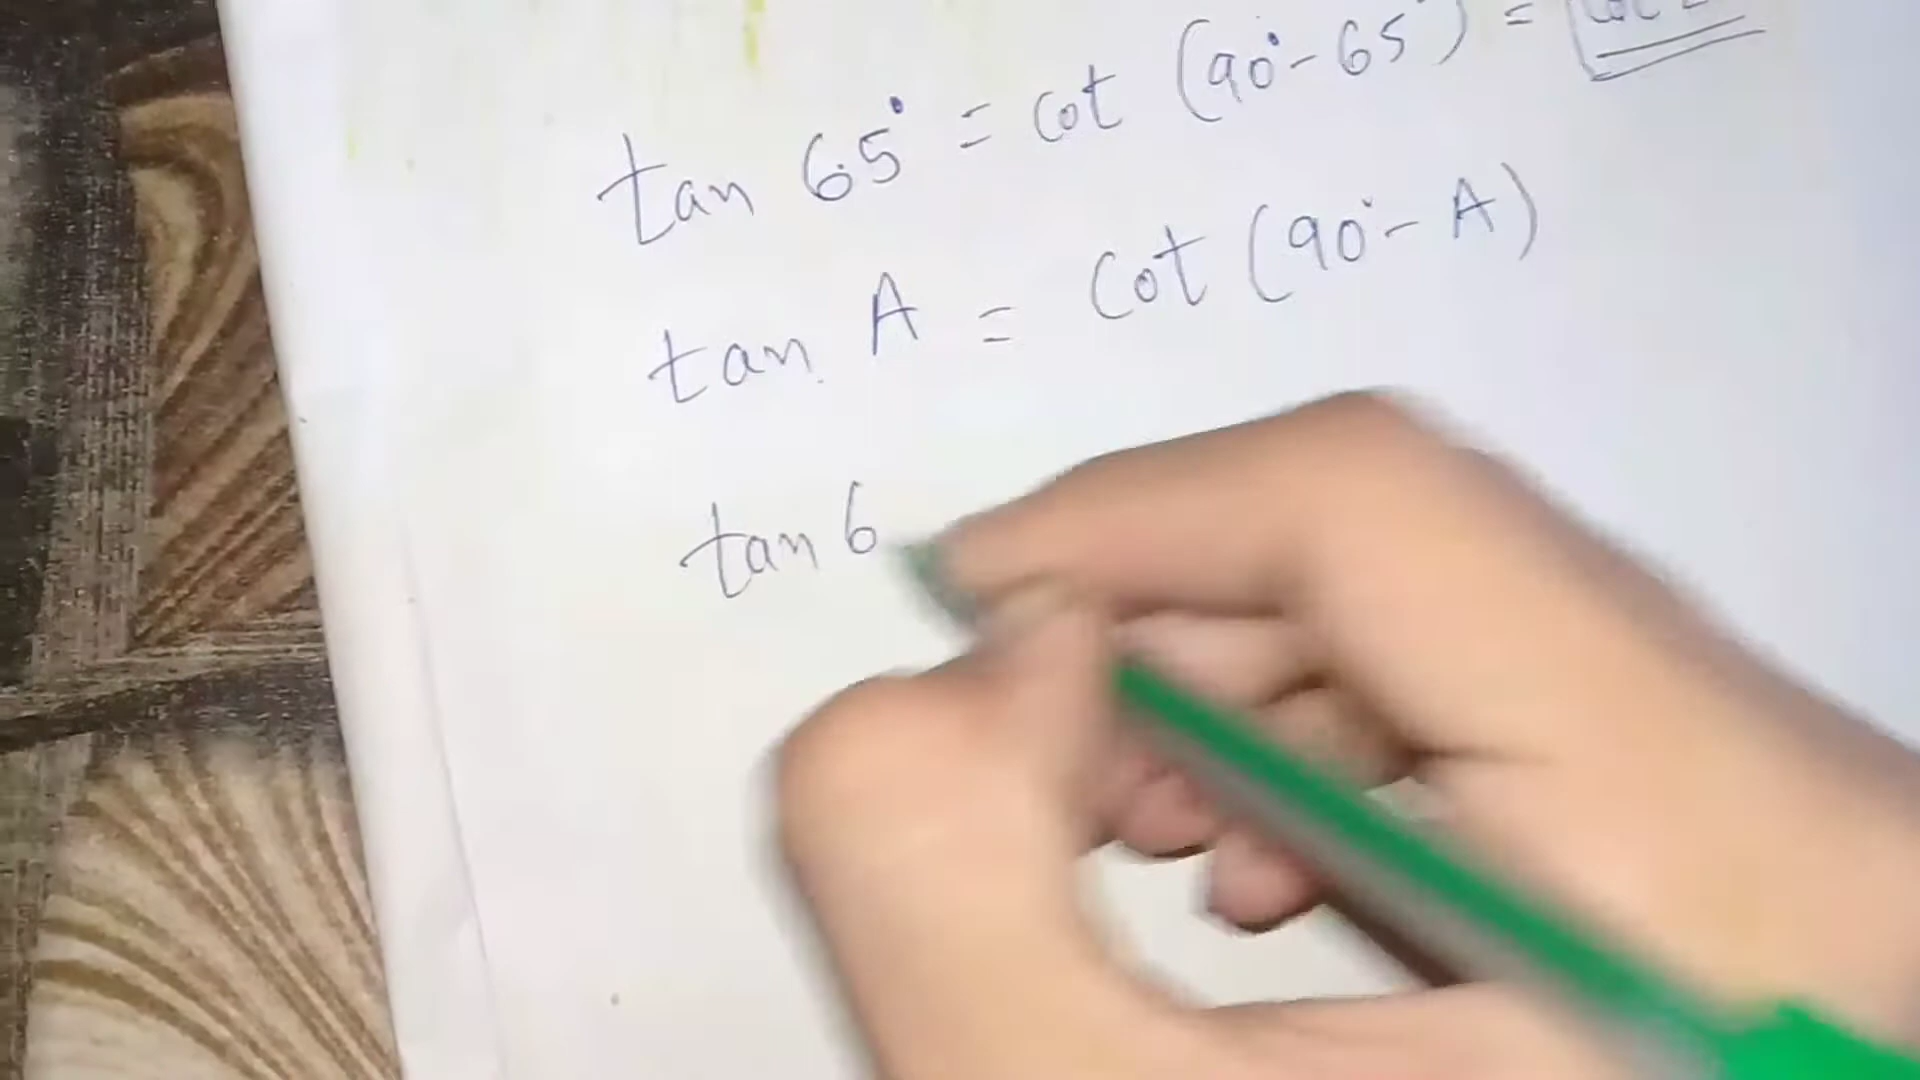 tan 65° = cot (90° - 65°) =
tan A = cot (90° - A)
tan 6